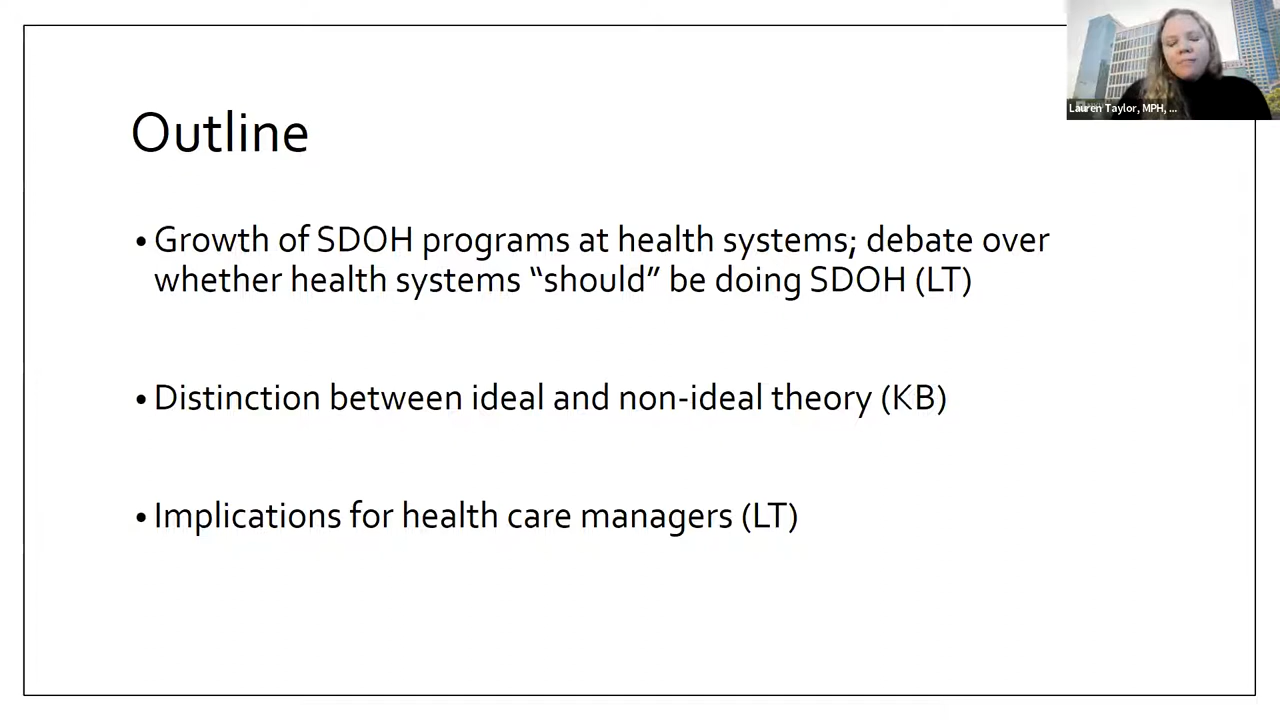 Outline
• Growth of SDOH programs at health systems; debate over
whether health systems “should” be doing SDOH (LT)
• Distinction between ideal and non-ideal theory (KB)
• Implications for health care managers (LT)
Lauren Taylor, MPH, ...